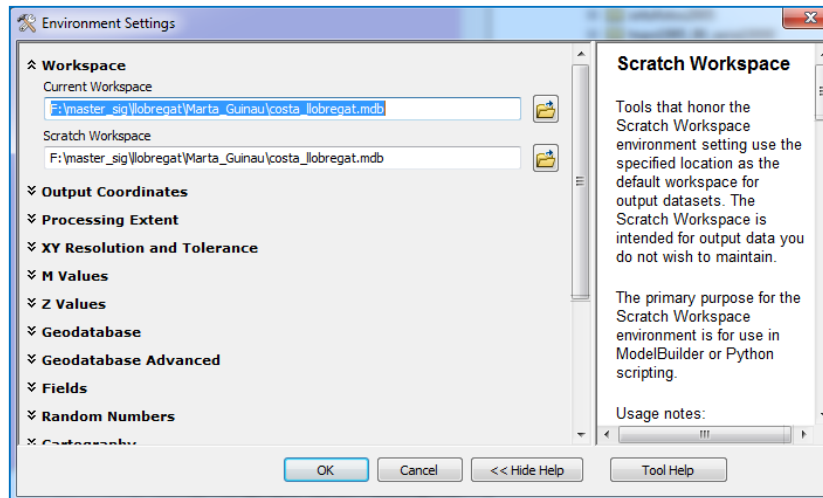 Environment Settings
Workspace
Current Workspace
F:\master_sig\llobregat\Marta_Guinau\costa_llobregat.mdb
Scratch Workspace
F:\master_sig\llobregat\Marta_Guinau\costa_llobregat.mdb
Output Coordinates
Processing Extent
XY Resolution and Tolerance
M Values
Z Values
Geodatabase
Geodatabase Advanced
Fields
Random Numbers
Scratch Workspace
Tools that honor the
Scratch Workspace
environment setting use the
specified location as the
default workspace for
output datasets. The
Scratch Workspace is
intended for output data you
do not wish to maintain.
The primary purpose for the
Scratch Workspace
environment is for use in
ModelBuilder or Python
scripting.
Usage notes:
OK
Cancel
<< Hide Help
Tool Help